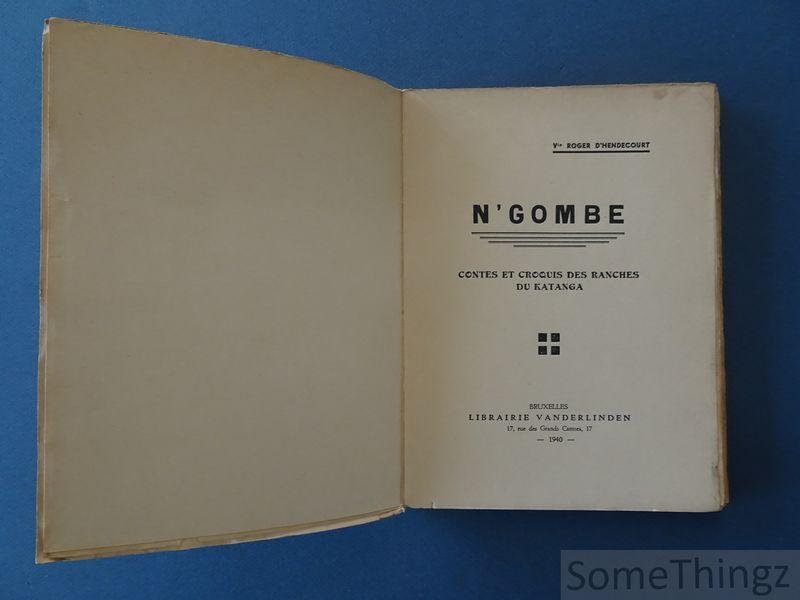 Vte ROGER D'HENDECOURT
N'GOMBE
CONTES ET CROQUIS DES RANCHES
DU KATANGA
BRUXELLES
LIBRAIRIE VANDERLINDEN
17, rue des Grands Carmes, 17
— 1940 —
SomeThingz